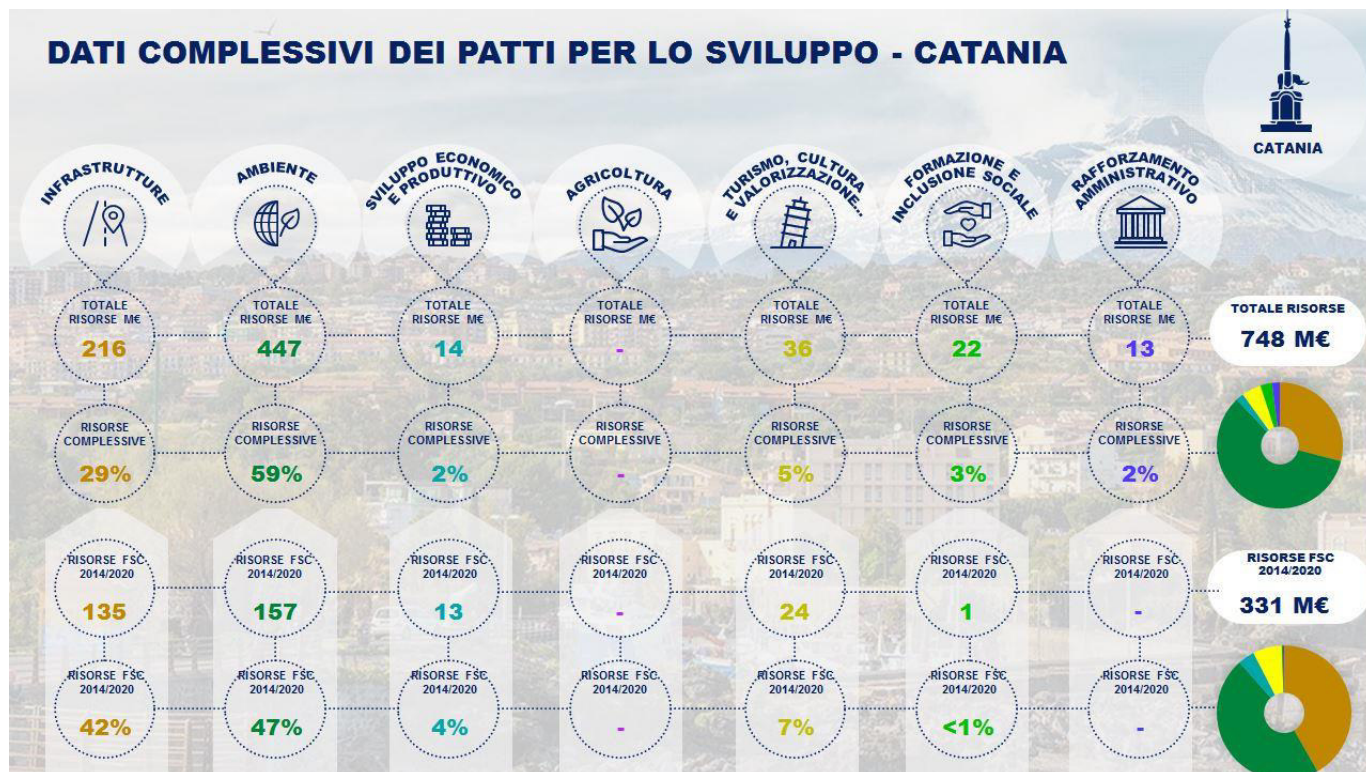 DATI COMPLESSIVI DEI PATTI PER LO SVILUPPO - CATANIA
CATANIA
INFRASTRUTTURE
AMBIENTE
SVILUPPO ECONOMICO
E PRODUTTIVO
AGRICOLTURA
TURISMO, CULTURA
E VALORIZZAZIONE...
FORMAZIONE E
INCLUSIONE SOCIALE
RAFFORZAMENTO
AMMINISTRATIVO
TOTALE
RISORSE M€
216
TOTALE
RISORSE M€
447
TOTALE
RISORSE M€
14
TOTALE
RISORSE M€
-
TOTALE
RISORSE M€
36
TOTALE
RISORSE M€
22
TOTALE
RISORSE M€
13
TOTALE RISORSE
748 M€
RISORSE
COMPLESSIVE
29%
RISORSE
COMPLESSIVE
59%
RISORSE
COMPLESSIVE
2%
RISORSE
COMPLESSIVE
-
RISORSE
COMPLESSIVE
5%
RISORSE
COMPLESSIVE
3%
RISORSE
COMPLESSIVE
2%
RISORSE FSC
2014/2020
135
RISORSE FSC
2014/2020
157
RISORSE FSC
2014/2020
13
RISORSE FSC
2014/2020
-
RISORSE FSC
2014/2020
24
RISORSE FSC
2014/2020
1
RISORSE FSC
2014/2020
-
RISORSE FSC
2014/2020
331 M€
RISORSE FSC
2014/2020
42%
RISORSE FSC
2014/2020
47%
RISORSE FSC
2014/2020
4%
RISORSE FSC
2014/2020
-
RISORSE FSC
2014/2020
7%
RISORSE FSC
2014/2020
<1%
RISORSE FSC
2014/2020
-